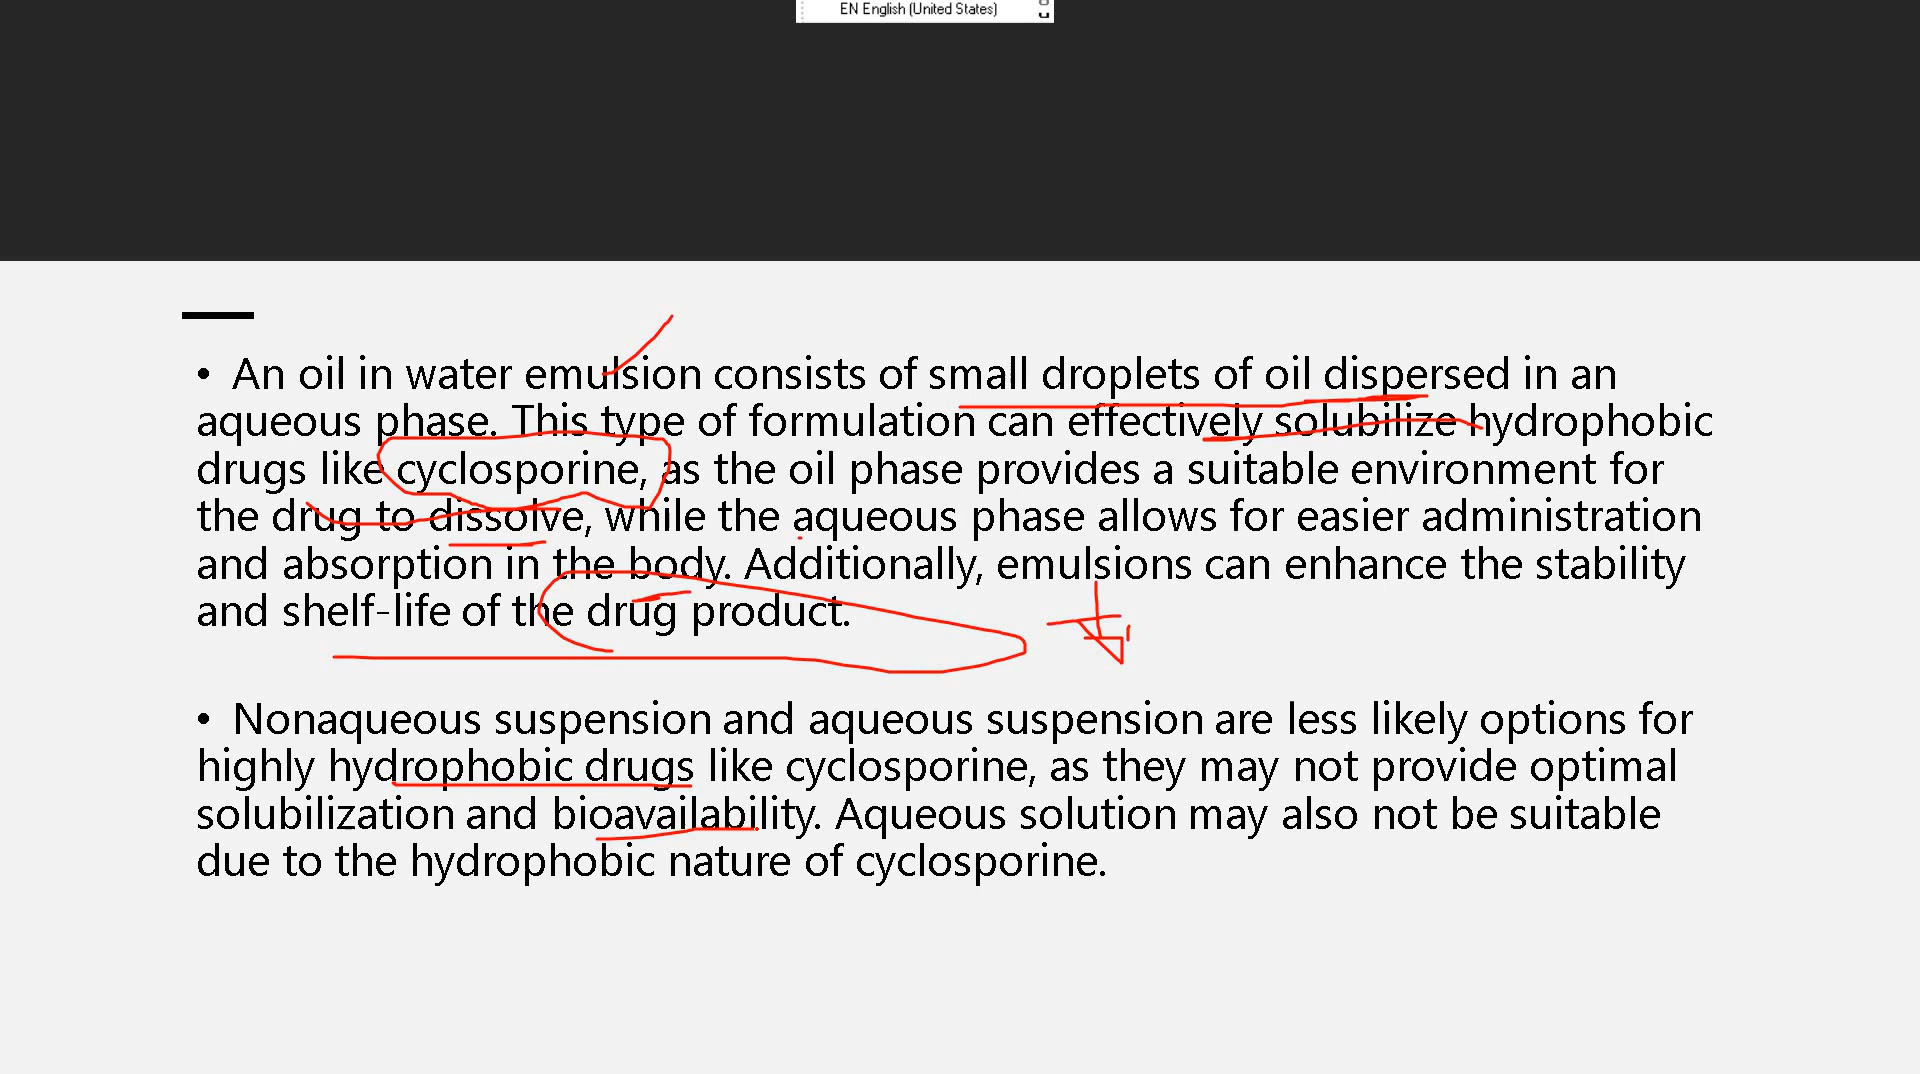 EN English (United States)
• An oil in water emulsion consists of small droplets of oil dispersed in an
aqueous phase. This type of formulation can effectively solubilize hydrophobic
drugs like cyclosporine, as the oil phase provides a suitable environment for
the drug to dissolve, while the aqueous phase allows for easier administration
and absorption in the body. Additionally, emulsions can enhance the stability
and shelf-life of the drug product.
• Nonaqueous suspension and aqueous suspension are less likely options for
highly hydrophobic drugs like cyclosporine, as they may not provide optimal
solubilization and bioavailability. Aqueous solution may also not be suitable
due to the hydrophobic nature of cyclosporine.